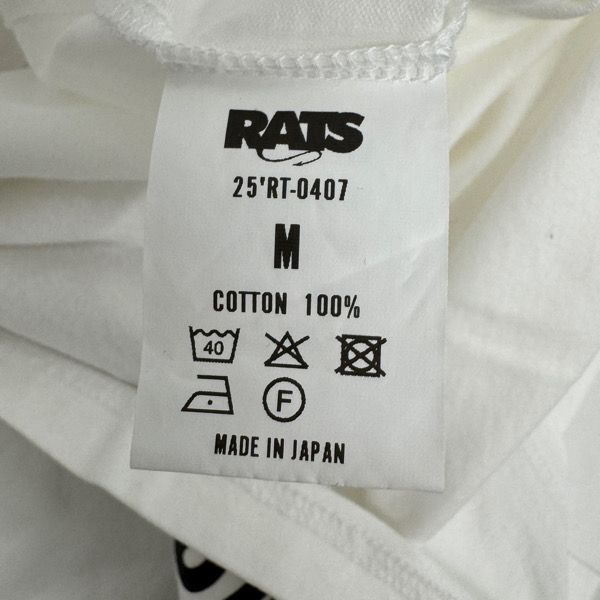 RATS
25'RT-0407
M
COTTON 100%
40
F
MADE IN JAPAN